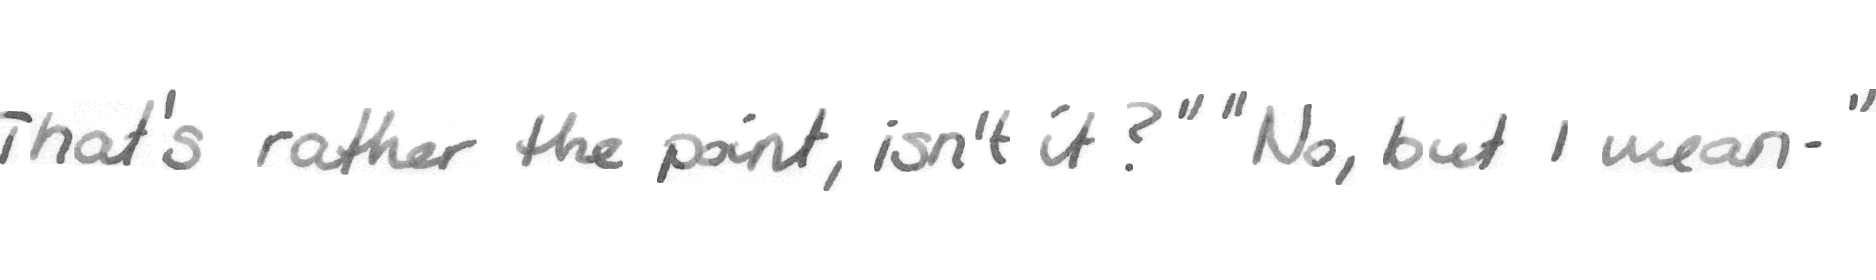 That's rather the point, isn't it?" "No, but I mean-"